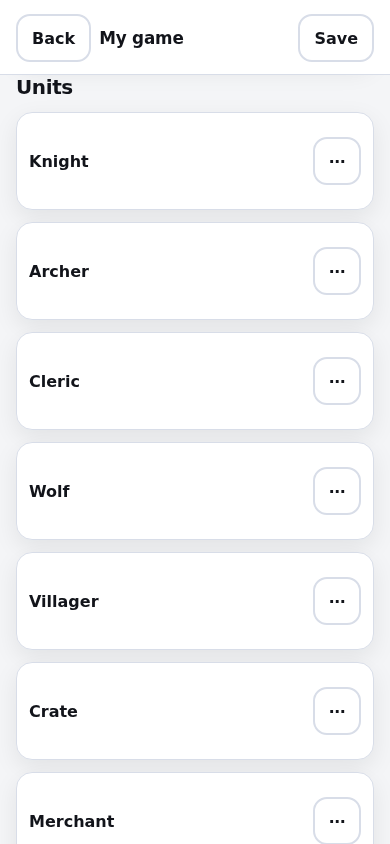 Back My game Save
Units
Knight ...
Archer ...
Cleric ...
Wolf ...
Villager ...
Crate ...
Merchant ...